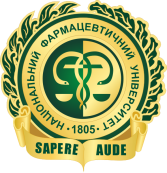 НАЦІОНАЛЬНИЙ ФАРМАЦЕВТИЧНИЙ УНІВЕРСИТЕТ
• 1805 •
SAPERE AUDE